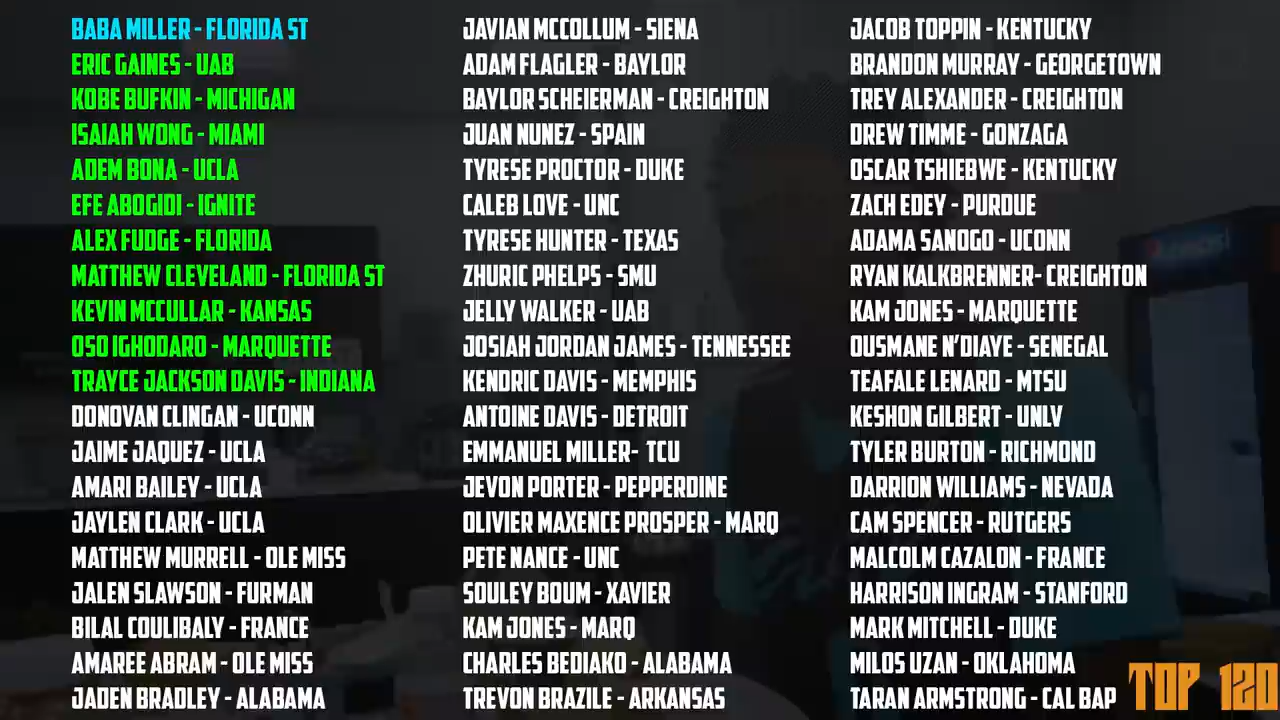 BABA MILLER - FLORIDA ST
ERIC GAINES - UAB
KOBE BUFKIN - MICHIGAN
ISAIAH WONG - MIAMI
ADEM BONA - UCLA
EFE ABOGIDI - IGNITE
ALEX FUDGE - FLORIDA
MATTHEW CLEVELAND - FLORIDA ST
KEVIN MCCULLAR - KANSAS
OSO IGHODARO - MARQUETTE
TRAYCE JACKSON DAVIS - INDIANA
DONOVAN CLINGAN - UCONN
JAIME JAQUEZ - UCLA
AMARI BAILEY - UCLA
JAYLEN CLARK - UCLA
MATTHEW MURRELL - OLE MISS
JALEN SLAWSON - FURMAN
BILAL COULIBALY - FRANCE
AMAREE ABRAM - OLE MISS
JADEN BRADLEY - ALABAMA
JAVIAN MCCOLLUM - SIENA
ADAM FLAGLER - BAYLOR
BAYLOR SCHEIERMAN - CREIGHTON
JUAN NUNEZ - SPAIN
TYRESE PROCTOR - DUKE
CALEB LOVE - UNC
TYRESE HUNTER - TEXAS
ZHURIC PHELPS - SMU
JELLY WALKER - UAB
JOSIAH JORDAN JAMES - TENNESSEE
KENDRIC DAVIS - MEMPHIS
ANTOINE DAVIS - DETROIT
EMMANUEL MILLER- TCU
JEVON PORTER - PEPPERDINE
OLIVIER MAXENCE PROSPER - MARQ
PETE NANCE - UNC
SOULEY BOUM - XAVIER
KAM JONES - MARQ
CHARLES BEDIAKO - ALABAMA
TREVON BRAZILE - ARKANSAS
JACOB TOPPIN - KENTUCKY
BRANDON MURRAY - GEORGETOWN
TREY ALEXANDER - CREIGHTON
DREW TIMME - GONZAGA
OSCAR TSHIEBWE - KENTUCKY
ZACH EDEY - PURDUE
ADAMA SANOGO - UCONN
RYAN KALKBRENNER- CREIGHTON
KAM JONES - MARQUETTE
OUSMANE N'DIAYE - SENEGAL
TEAFALE LENARD - MTSU
KESHON GILBERT - UNLV
TYLER BURTON - RICHMOND
DARRION WILLIAMS - NEVADA
CAM SPENCER - RUTGERS
MALCOLM CAZALON - FRANCE
HARRISON INGRAM - STANFORD
MARK MITCHELL - DUKE
MILOS UZAN - OKLAHOMA
TARAN ARMSTRONG - CAL BAP
TOP 120